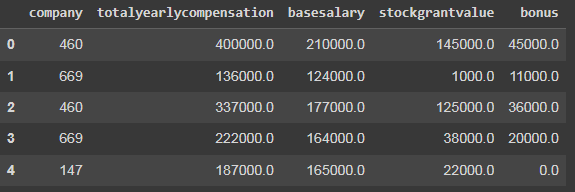 company totalyearlycompensation basesalary stockgrantvalue bonus
0 460 400000.0 210000.0 145000.0 45000.0
1 669 136000.0 124000.0 1000.0 11000.0
2 460 337000.0 177000.0 125000.0 36000.0
3 669 222000.0 164000.0 38000.0 20000.0
4 147 187000.0 165000.0 22000.0 0.0